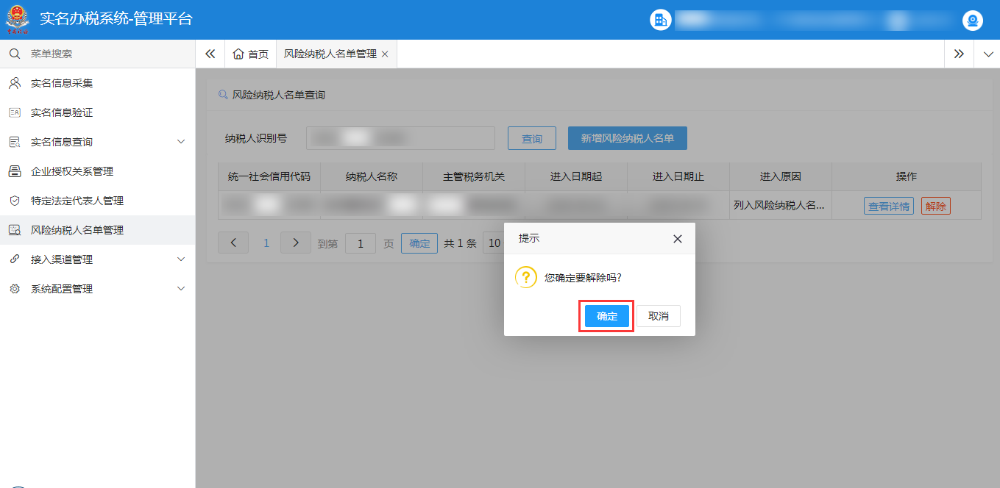 实名办税系统-管理平台
菜单搜索
首页
风险纳税人名单管理
实名信息采集
实名信息验证
实名信息查询
企业授权关系管理
特定法定代表人管理
风险纳税人名单管理
接入渠道管理
系统配置管理
风险纳税人名单查询
纳税人识别号
查询
新增风险纳税人名单
统一社会信用代码 纳税人名称 主管税务机关 进入日期起 进入日期止 进入原因 操作
列入风险纳税人名... 查看详情 解除
1 到第 1 页 确定 共 1 条 10
提示
您确定要解除吗?
确定 取消